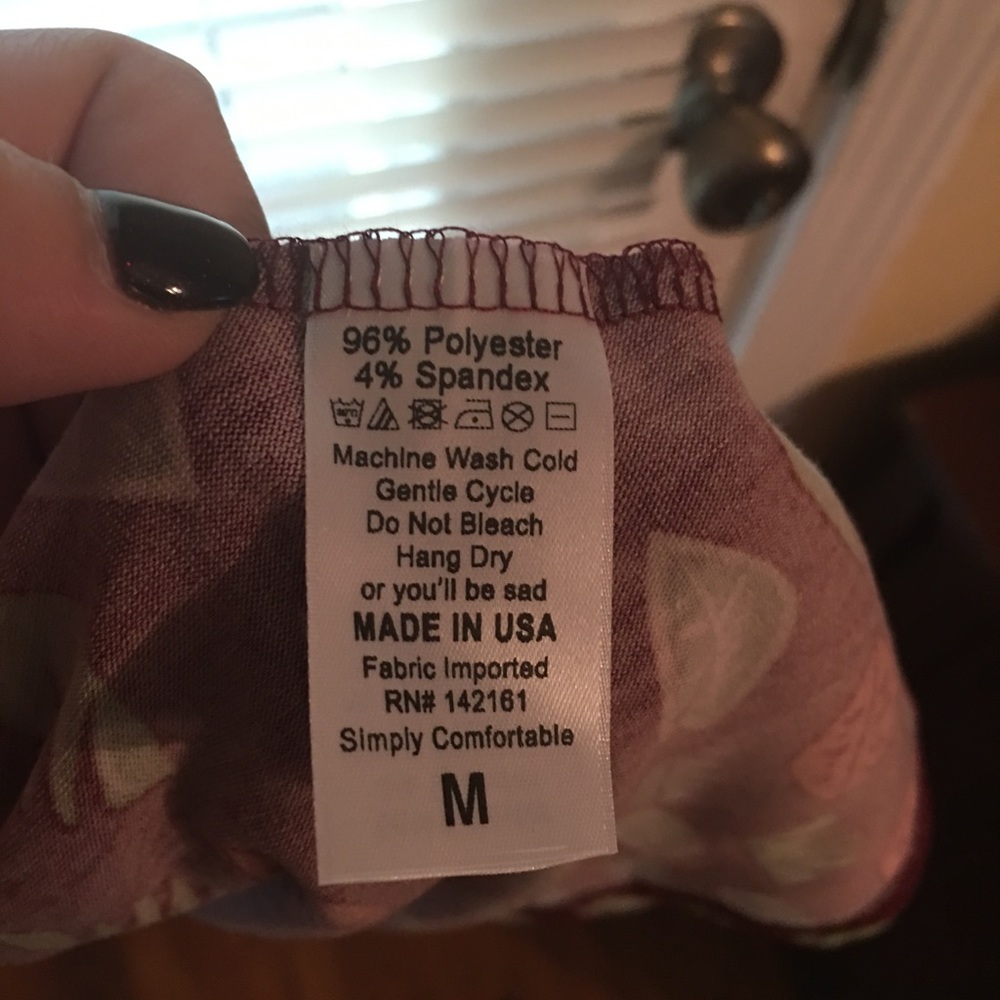 96% Polyester
4% Spandex
Machine Wash Cold
Gentle Cycle
Do Not Bleach
Hang Dry
or you'll be sad
MADE IN USA
Fabric Imported
RN# 142161
Simply Comfortable
M